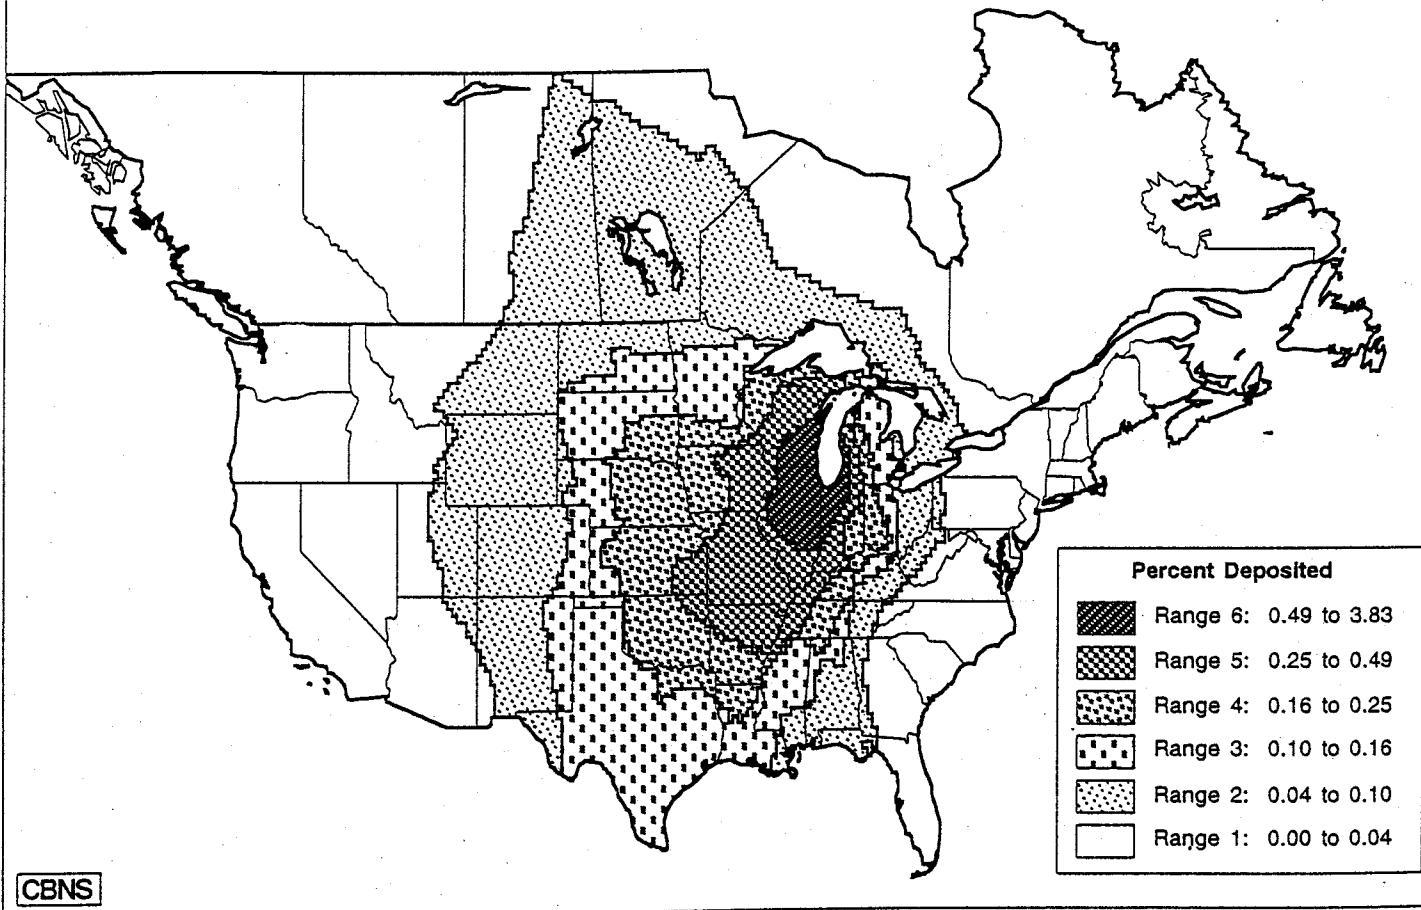 Percent Deposited
Range 6: 0.49 to 3.83
Range 5: 0.25 to 0.49
Range 4: 0.16 to 0.25
Range 3: 0.10 to 0.16
Range 2: 0.04 to 0.10
Range 1: 0.00 to 0.04
CBNS